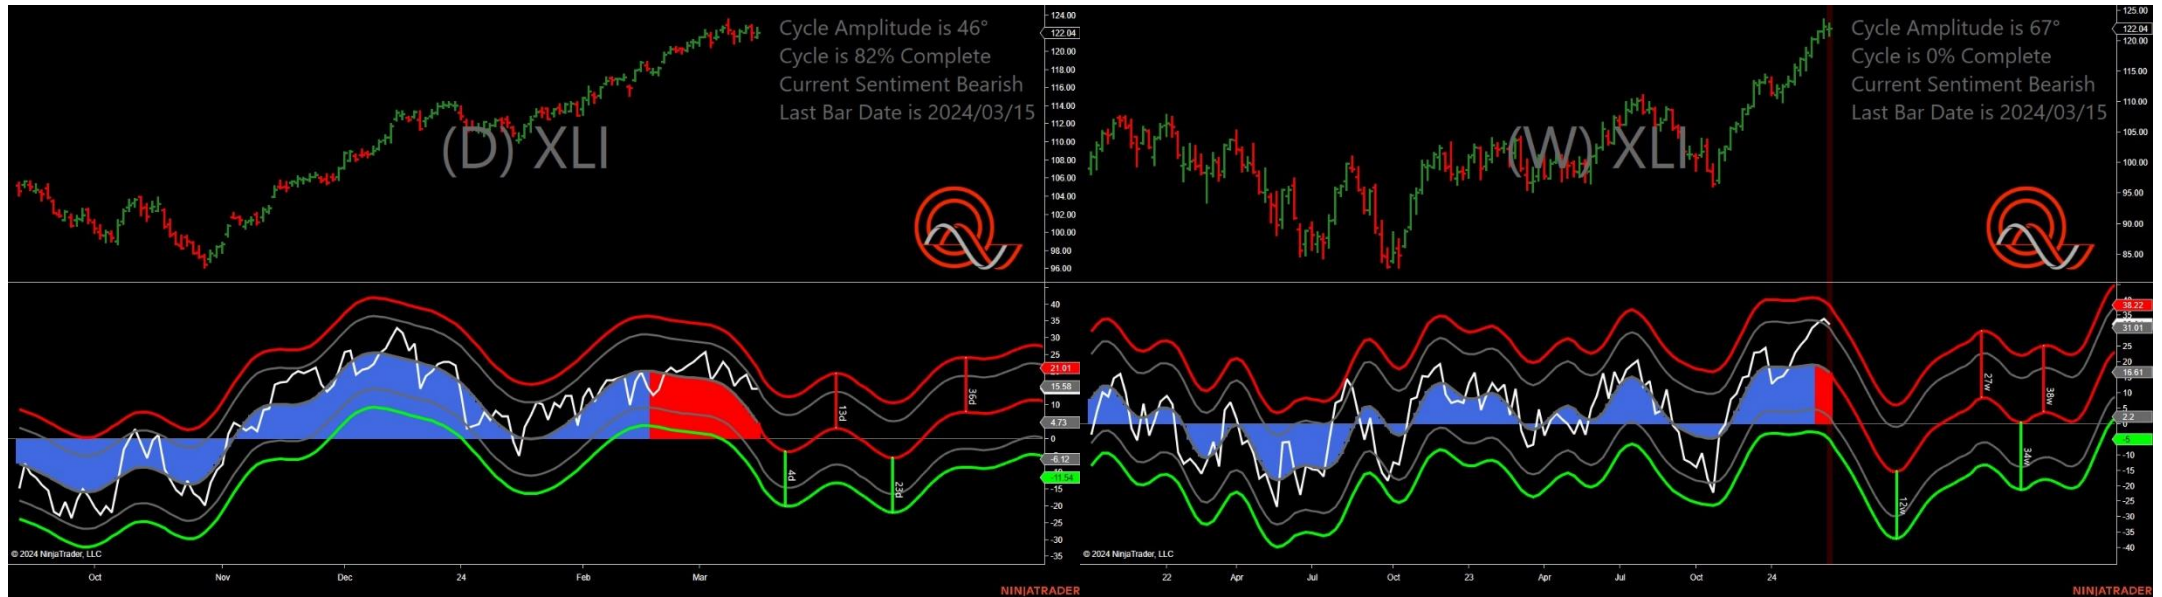 Cycle Amplitude is 46°
Cycle is 82% Complete
Current Sentiment Bearish
Last Bar Date is 2024/03/15
(D) XLI
124.00
122.04
120.00
118.00
116.00
114.00
112.00
110.00
108.00
106.00
104.00
102.00
100.00
98.00
96.00
40
35
30
25
21.01
15.58
10
4.73
0
-6.12
-11.54
-15
-20
-25
-30
-35
4d
13d
23d
36d
© 2024 NinjaTrader, LLC
Oct Nov Dec 24 Feb Mar
NINJATRADER
Cycle Amplitude is 67°
Cycle is 0% Complete
Current Sentiment Bearish
Last Bar Date is 2024/03/15
(W) XLI
125.00
122.04
120.00
115.00
110.00
105.00
100.00
95.00
90.00
85.00
38.22
31.01
25
20
16.61
10
2.2
-5
-10
-15
-20
-25
-30
-35
-40
12w
27w
34w
38w
© 2024 NinjaTrader, LLC
22 Apr Jul Oct 23 Apr Jul Oct 24
NINJATRADER